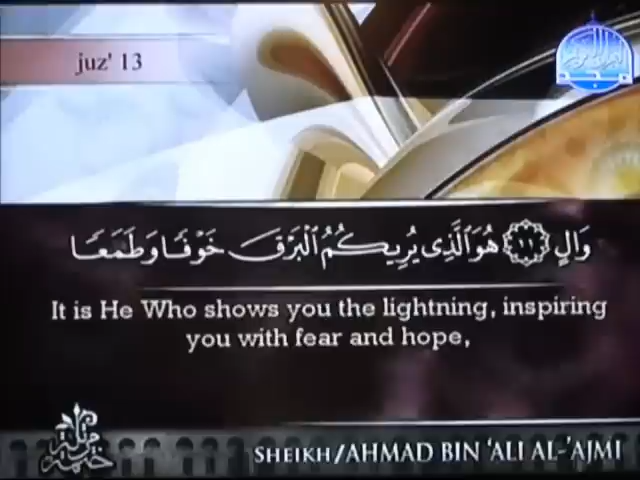 juz' 13
وَالٍ ۝١١ هُوَ الَّذِي يُرِيكُمُ الْبَرْقَ خَوْفًا وَطَمَعًا
It is He Who shows you the lightning, inspiring
you with fear and hope,
SHEIKH/AHMAD BIN 'ALI AL-'AJMI